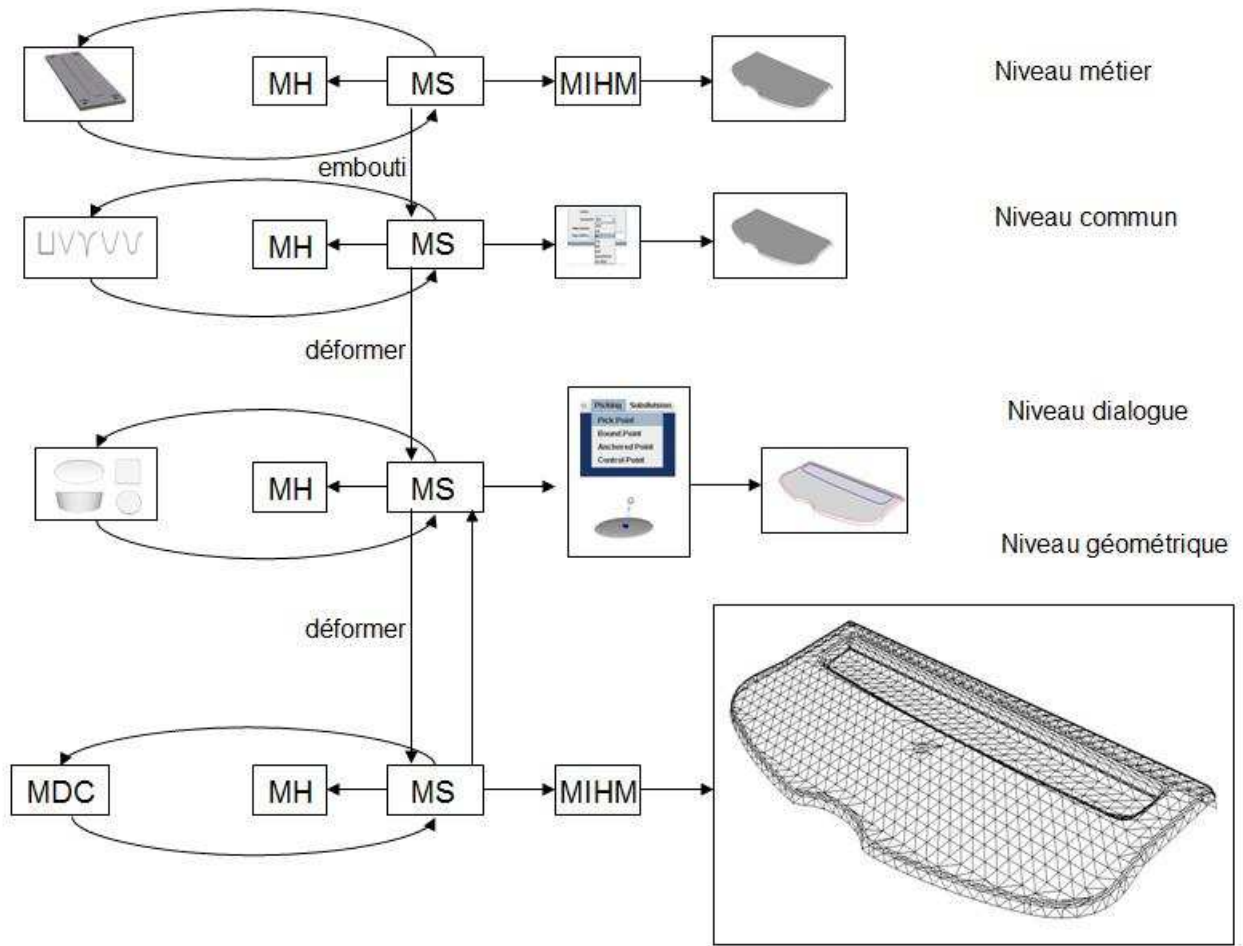 MH
MS
MIHM
Niveau métier
embouti
MH
MS
Niveau commun
déformer
Picking Subdivision
Pick Point
Bound Point
Anchored Point
Control Point
Niveau dialogue
MH
MS
Niveau géométrique
déformer
MDC
MH
MS
MIHM